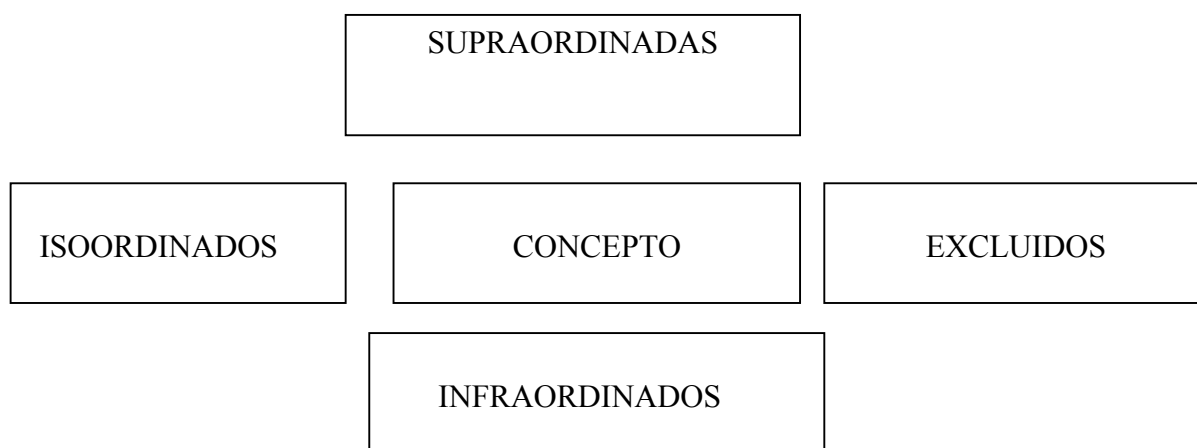 SUPRAORDINADAS
ISOORDINADOS
CONCEPTO
EXCLUIDOS
INFRAORDINADOS